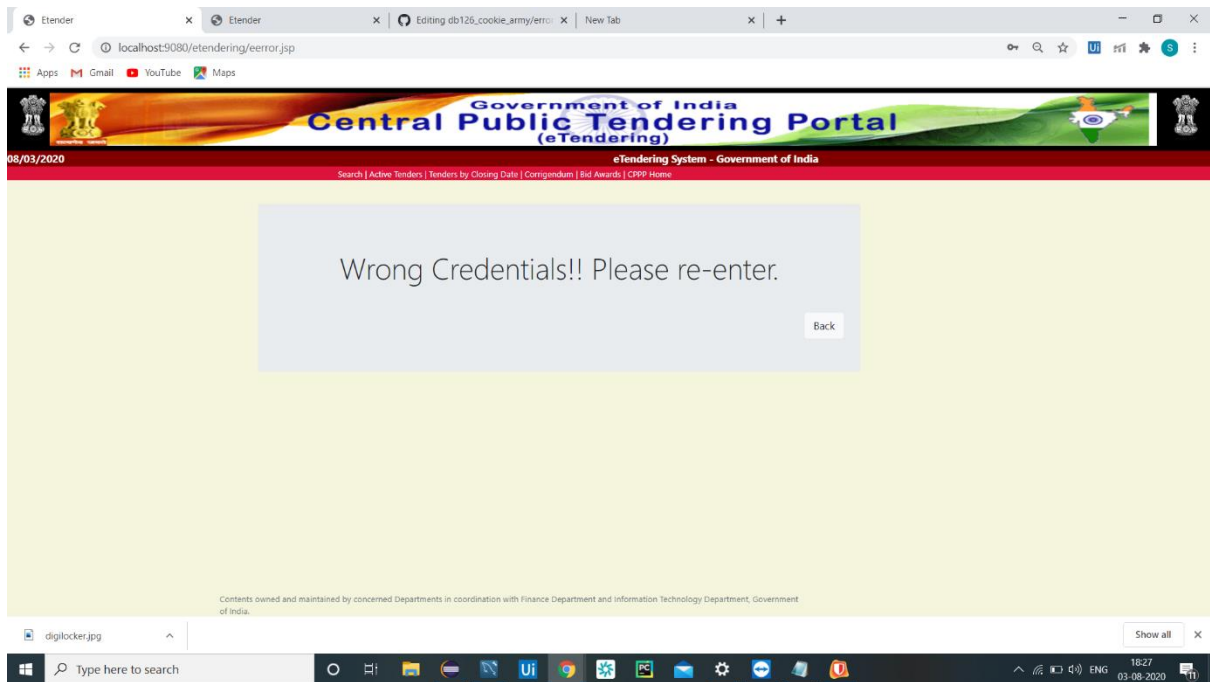 Etender
Etender
Editing db126_cookie_army/erro
New Tab
localhost:9080/etendering/eerror.jsp
Apps
Gmail
YouTube
Maps
Government of India
Central Public Tendering Portal
(eTendering)
08/03/2020
eTendering System - Government of India
Search | Active Tenders | Tenders by Closing Date | Corrigendum | Bid Awards | CPPP Home
Wrong Credentials!! Please re-enter.
Back
Contents owned and maintained by concerned Departments in coordination with Finance Department and Information Technology Department, Government
of India.
digilocker.jpg
Show all
Type here to search
ENG
18:27
03-08-2020